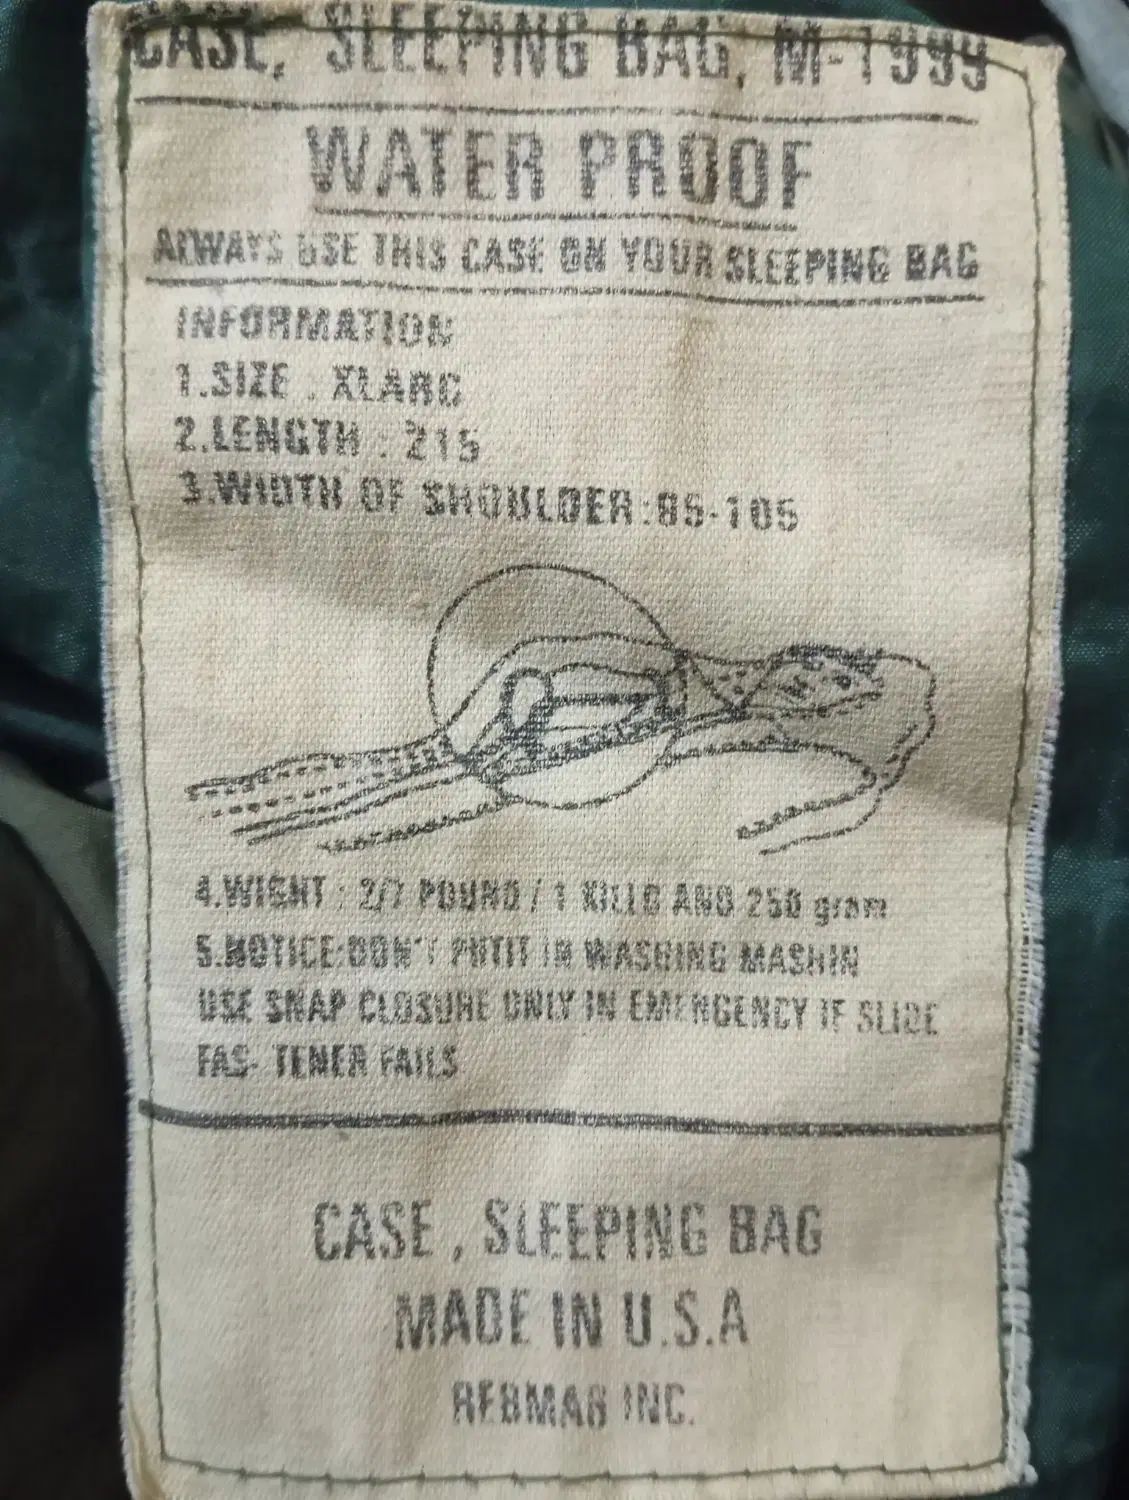 CASE, SLEEPING BAG, M-1999
WATER PROOF
ALWAYS USE THIS CASE ON YOUR SLEEPING BAG
INFORMATION
1.SIZE : XLARG
2.LENGTH : 215
3.WIDTH OF SHOULDER:85-105
4.WIGHT : 2/7 POUND / 1 KILLO AND 250 gram
5.NOTICE:DON'T PUTIT IN WASHING MASHIN
USE SNAP CLOSURE ONLY IN EMERGENCY IF SLIDE
FAS- TENER FAILS
CASE , SLEEPING BAG
MADE IN U.S.A
REBMAR INC.